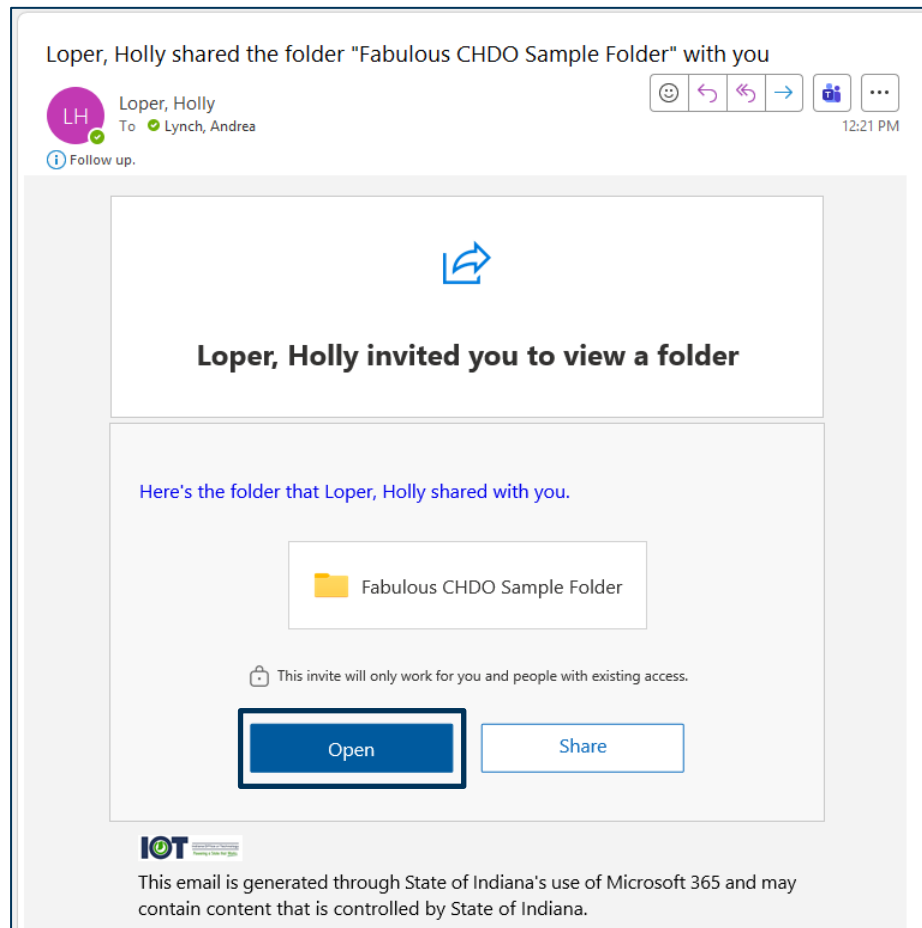 Loper, Holly shared the folder "Fabulous CHDO Sample Folder" with you
LH
Loper, Holly
To Lynch, Andrea
12:21 PM
Follow up.
Loper, Holly invited you to view a folder
Here's the folder that Loper, Holly shared with you.
Fabulous CHDO Sample Folder
This invite will only work for you and people with existing access.
Open
Share
IOT
This email is generated through State of Indiana's use of Microsoft 365 and may
contain content that is controlled by State of Indiana.